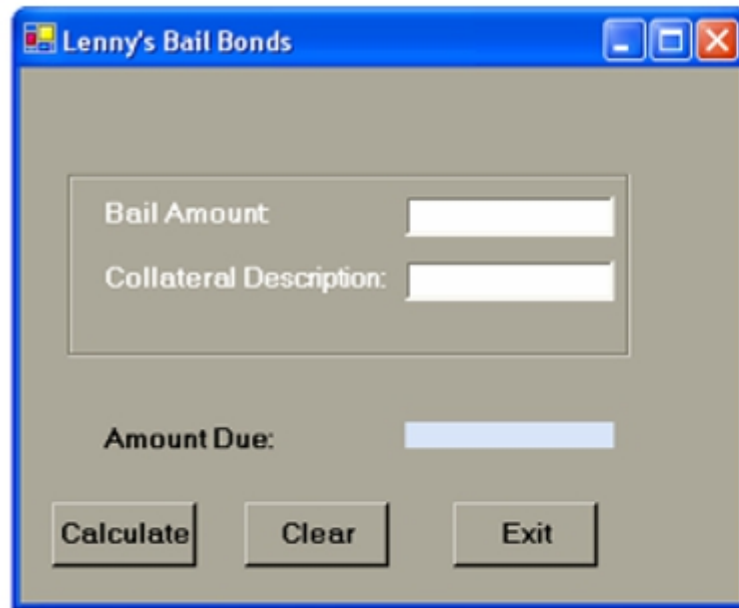 Lenny's Bail Bonds
Bail Amount:
Collateral Description:
Amount Due:
Calculate Clear Exit